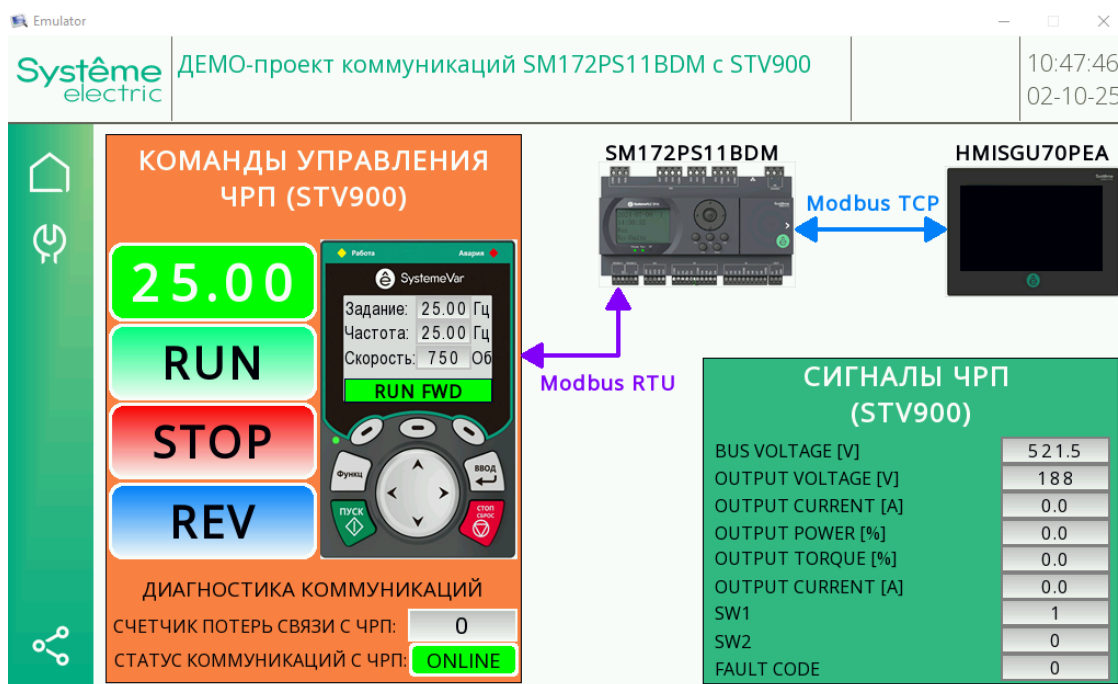 Emulator
Système
electric
ДЕМО-проект коммуникаций SM172PS11BDM с STV900
10:47:46
02-10-25
КОМАНДЫ УПРАВЛЕНИЯ
ЧРП (STV900)
25.00
RUN
STOP
REV
Работа Авария
SystemeVar
Задание: 25.00 Гц
Частота: 25.00 Гц
Скорость: 750 Об
RUN FWD
Функц
ВВОД
ПУСК
СТОП
СБРОС
ДИАГНОСТИКА КОММУНИКАЦИЙ
СЧЕТЧИК ПОТЕРЬ СВЯЗИ С ЧРП: 0
СТАТУС КОММУНИКАЦИЙ С ЧРП: ONLINE
SM172PS11BDM
HMISGU70PEA
Modbus TCP
Modbus RTU
СИГНАЛЫ ЧРП
(STV900)
BUS VOLTAGE [V] 521.5
OUTPUT VOLTAGE [V] 188
OUTPUT CURRENT [A] 0.0
OUTPUT POWER [%] 0.0
OUTPUT TORQUE [%] 0.0
OUTPUT CURRENT [A] 0.0
SW1 1
SW2 0
FAULT CODE 0